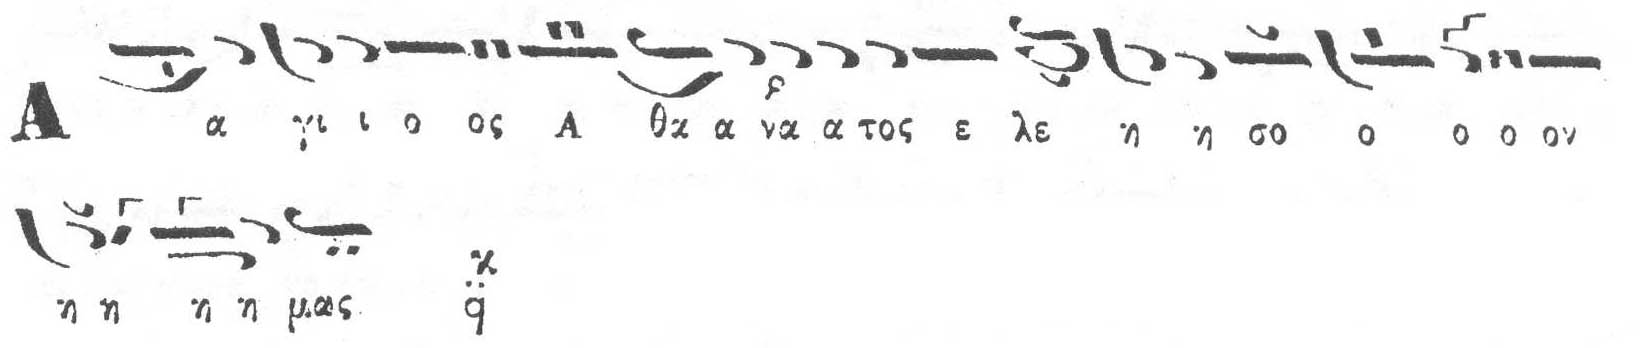 Α α γι ι ο ος Α θα α να α τος ε λε η η σο ο ο ο ον
η η η η μας. ϗ
q̈